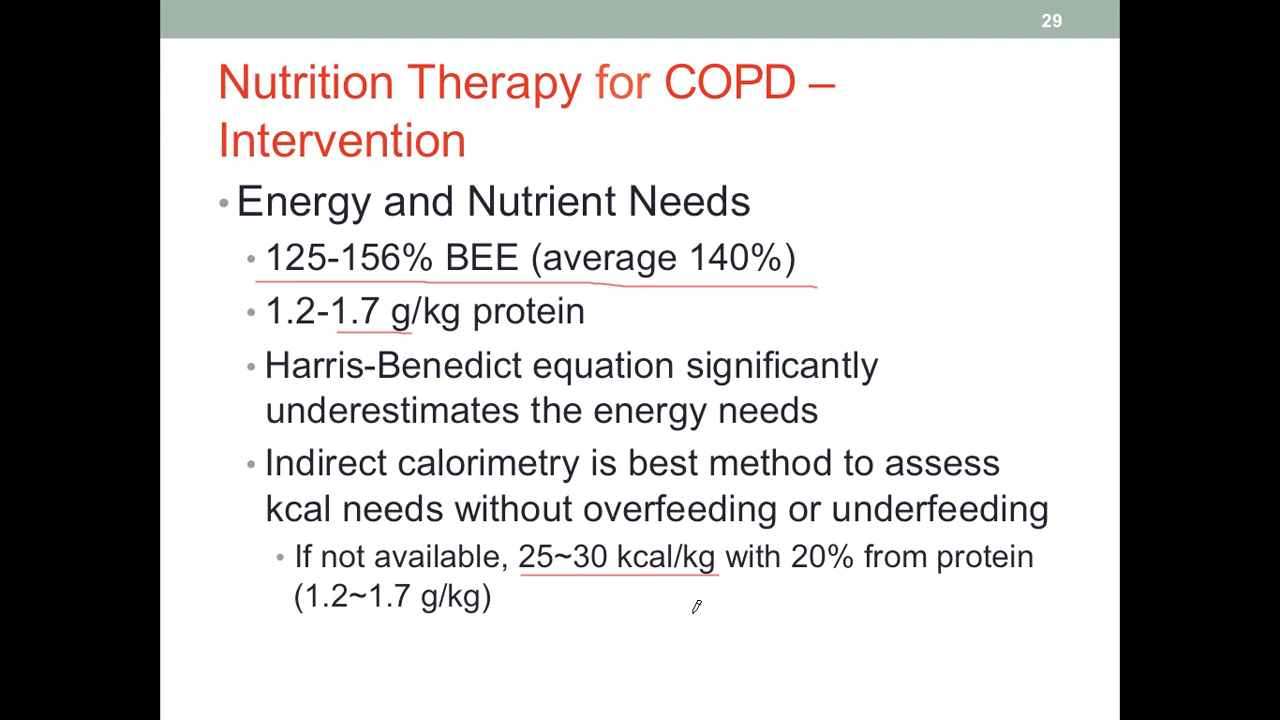 29
Nutrition Therapy for COPD –
Intervention
• Energy and Nutrient Needs
• 125-156% BEE (average 140%)
• 1.2-1.7 g/kg protein
• Harris-Benedict equation significantly
underestimates the energy needs
• Indirect calorimetry is best method to assess
kcal needs without overfeeding or underfeeding
• If not available, 25~30 kcal/kg with 20% from protein
(1.2~1.7 g/kg)